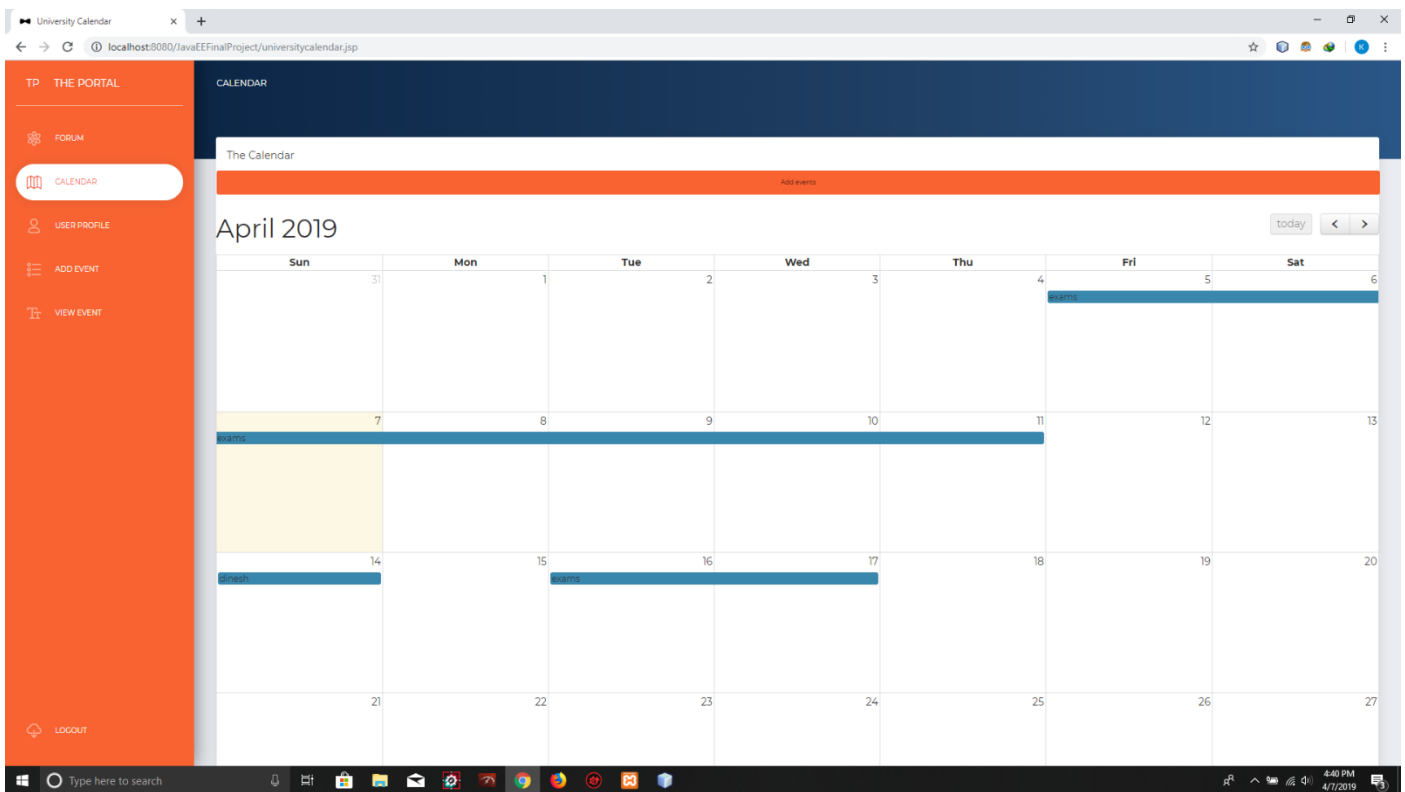 University Calendar
localhost:8080/JavaEEFinalProject/universitycalendar.jsp
K
TP THE PORTAL
CALENDAR
FORUM
CALENDAR
USER PROFILE
ADD EVENT
VIEW EVENT
LOGOUT
The Calendar
Add events
April 2019
today
Sun Mon Tue Wed Thu Fri Sat
31 1 2 3 4 5 6
exams
7 8 9 10 11 12 13
exams
14 15 16 17 18 19 20
dinesh exams
21 22 23 24 25 26 27
Type here to search
4:40 PM
4/7/2019
3